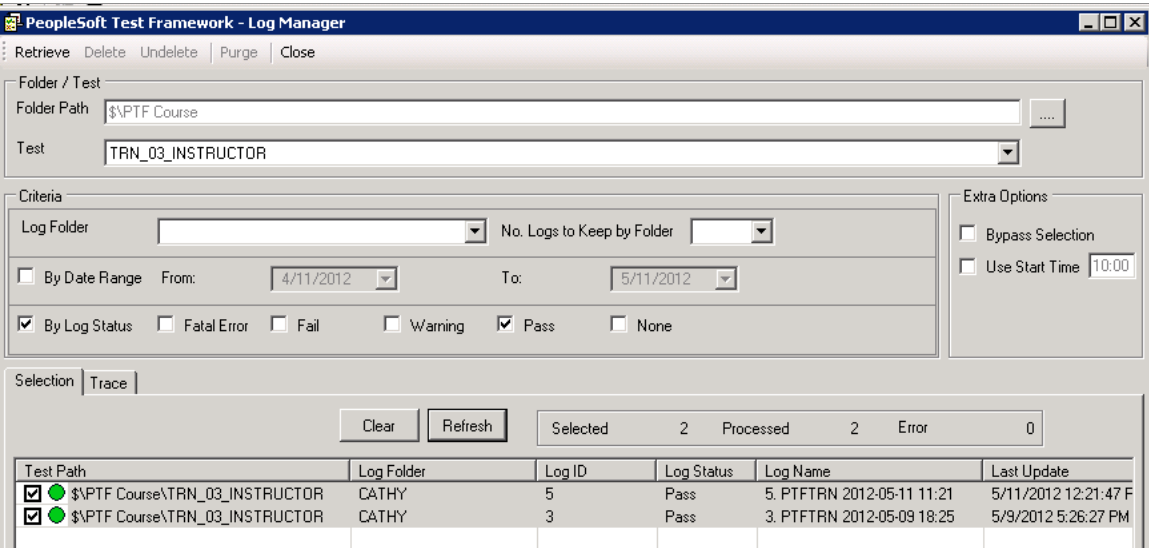 PeopleSoft Test Framework - Log Manager
Retrieve Delete Undelete Purge Close
Folder / Test
Folder Path $\PTF Course ....
Test TRN_03_INSTRUCTOR
Criteria Extra Options
Log Folder No. Logs to Keep by Folder Bypass Selection
By Date Range From: 4/11/2012 To: 5/11/2012 Use Start Time 10:00
By Log Status Fatal Error Fail Warning Pass None
Selection Trace
Clear Refresh Selected 2 Processed 2 Error 0
Test Path Log Folder Log ID Log Status Log Name Last Update
$\PTF Course\TRN_03_INSTRUCTOR CATHY 5 Pass 5. PTFTRN 2012-05-11 11:21 5/11/2012 12:21:47 F
$\PTF Course\TRN_03_INSTRUCTOR CATHY 3 Pass 3. PTFTRN 2012-05-09 18:25 5/9/2012 5:26:27 PM